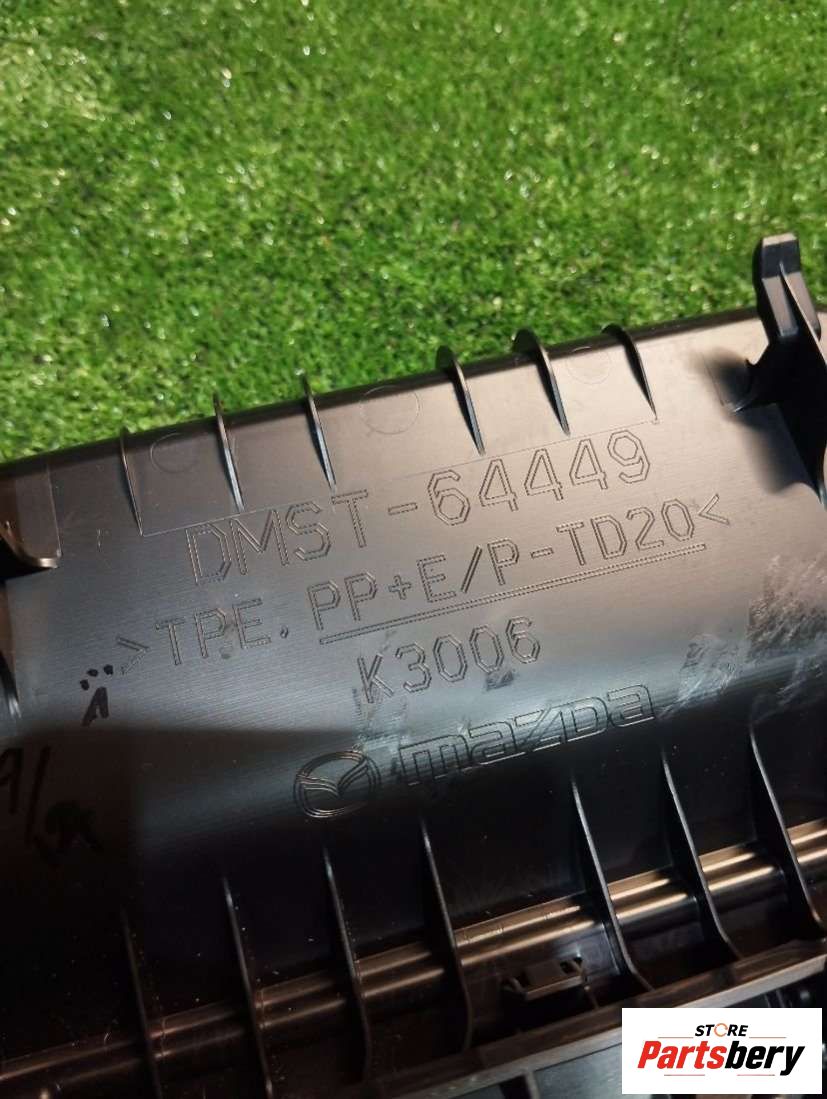 DMST-64449
>TPE, PP+E/P-TD20<
K3006
mazda
STORE
Partsbery